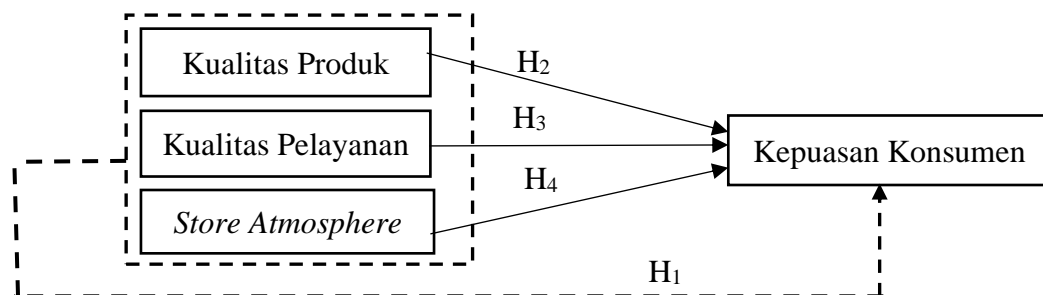 Kualitas Produk
H2
Kualitas Pelayanan
H3
Kepuasan Konsumen
Store Atmosphere
H4
H1